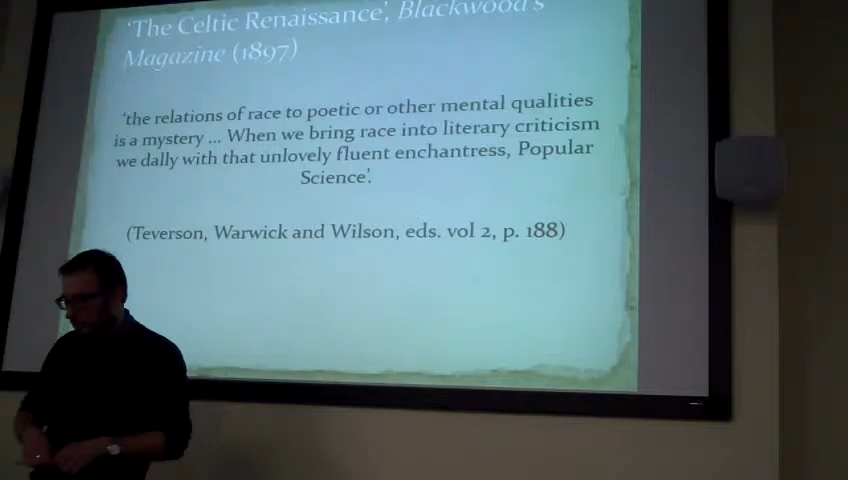 'The Celtic Renaissance', Blackwood's
Magazine (1897)
'the relations of race to poetic or other mental qualities
is a mystery ... When we bring race into literary criticism
we dally with that unlovely fluent enchantress, Popular
Science'.
(Teverson, Warwick and Wilson, eds. vol 2, p. 188)